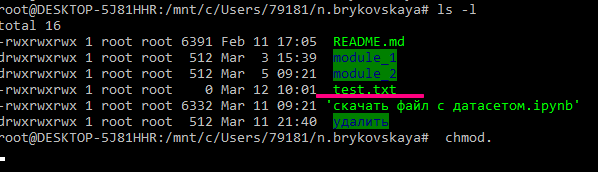 root@DESKTOP-5J81HHR:/mnt/c/Users/79181/n.brykovskaya# ls -l
total 16
-rwxrwxrwx 1 root root 6391 Feb 11 17:05 README.md
drwxrwxrwx 1 root root 512 Mar 3 15:39 module_1
drwxrwxrwx 1 root root 512 Mar 5 09:21 module_2
-rwxrwxrwx 1 root root 0 Mar 12 10:01 test.txt
-rwxrwxrwx 1 root root 6332 Mar 11 09:21 'скачать файл с датасетом.ipynb'
drwxrwxrwx 1 root root 512 Mar 11 21:40 удалить
root@DESKTOP-5J81HHR:/mnt/c/Users/79181/n.brykovskaya# chmod.